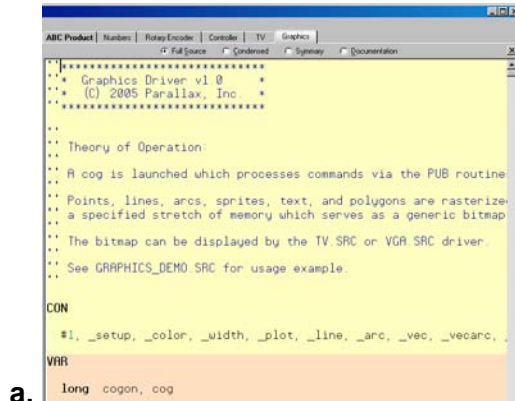 ABC Product Numbers Rotary Encoder Controller TV Graphics
Full Source Condensed Summary Documentation
''******************************
''*  Graphics Driver v1.0      *
''*  (C) 2005 Parallax, Inc.   *
''******************************
''
'' Theory of Operation:
''
'' A cog is launched which processes commands via the PUB routine
''
'' Points, lines, arcs, sprites, text, and polygons are rasterize
'' a specified stretch of memory which serves as a generic bitmap
''
'' The bitmap can be displayed by the TV.SRC or VGA.SRC driver.
''
'' See GRAPHICS_DEMO.SRC for usage example.
''
CON
#1, _setup, _color, _width, _plot, _line, _arc, _vec, _vecarc, _
VAR
long cogon, cog
a.